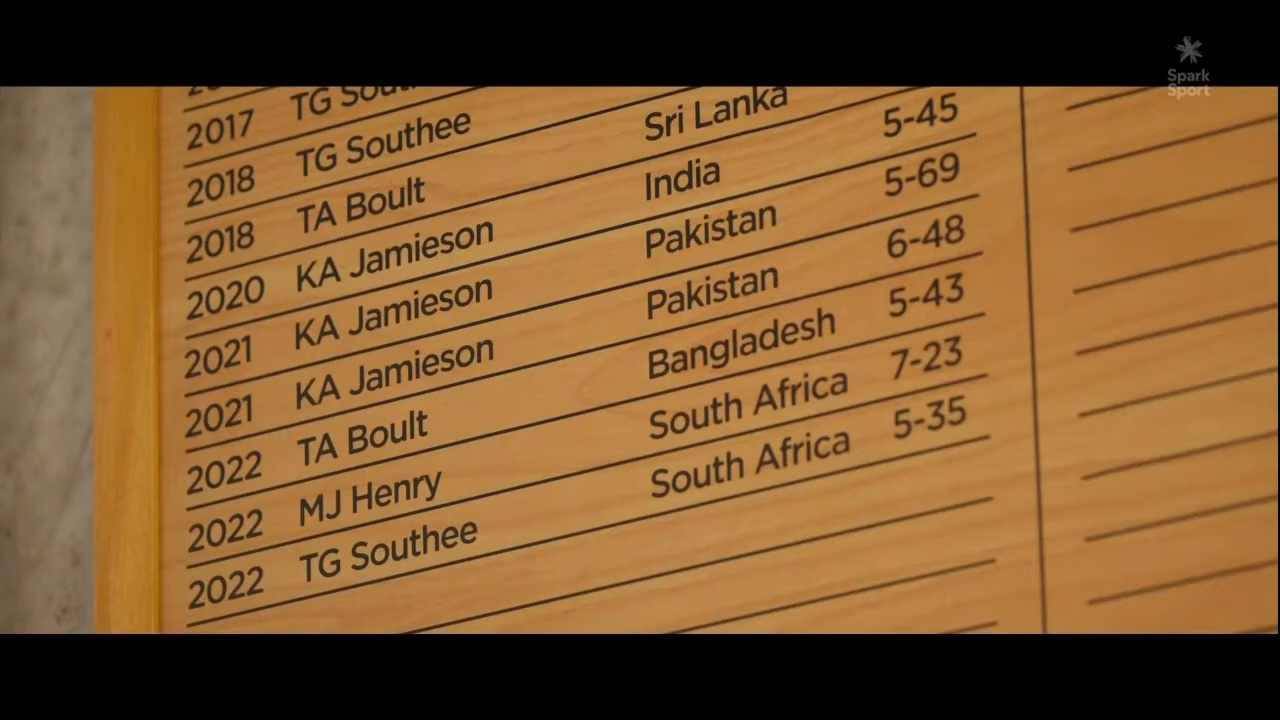 Spark
Sport
2017 TG
2018 TG Southee
2018 TA Boult Sri Lanka
2020 KA Jamieson India 5-45
2021 KA Jamieson Pakistan 5-69
2021 KA Jamieson Pakistan 6-48
2022 TA Boult Bangladesh 5-43
2022 MJ Henry South Africa 7-23
2022 TG Southee South Africa 5-35